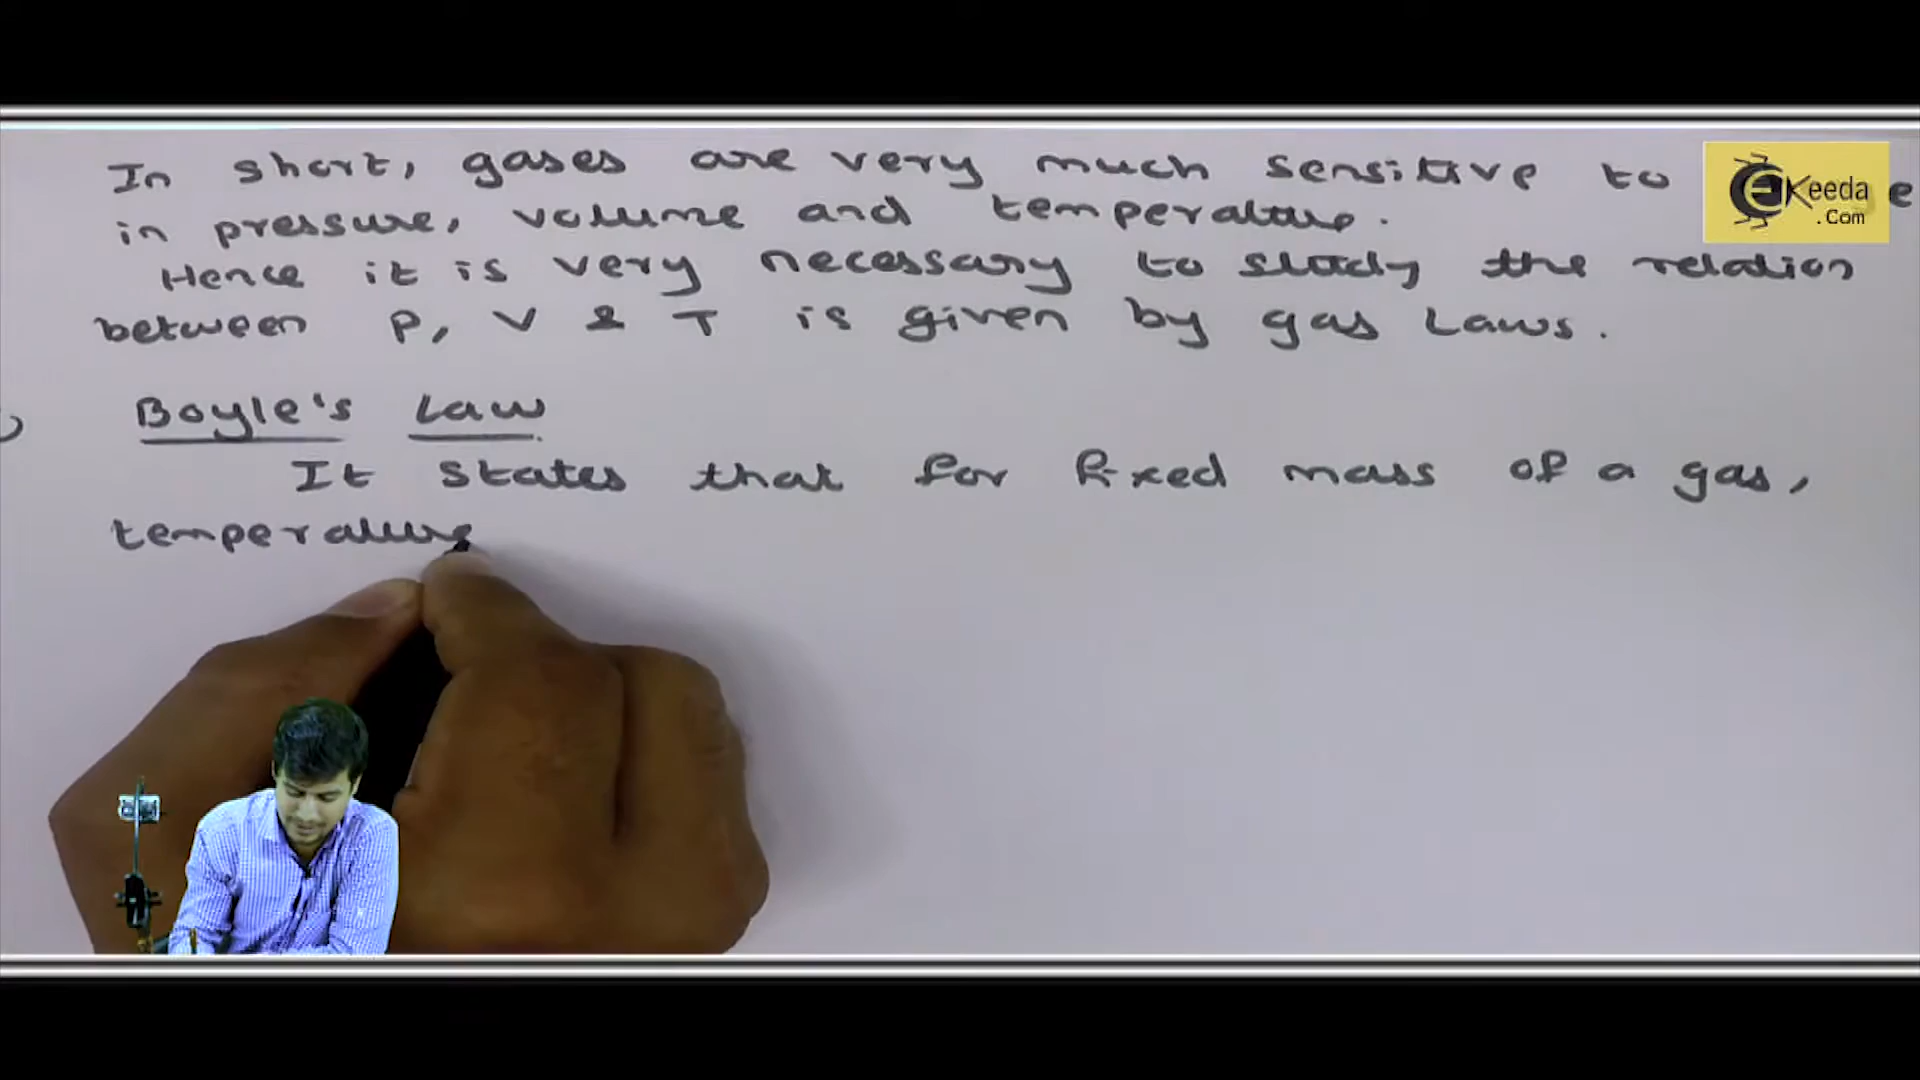 In short, gases are very much sensitive to
in pressure, volume and temperature.
Hence it is very necessary to study the relation
between P, V & T is given by gas Laws.
Boyle's Law
It states that for fixed mass of a gas,
temperature
eKeeda
.Com